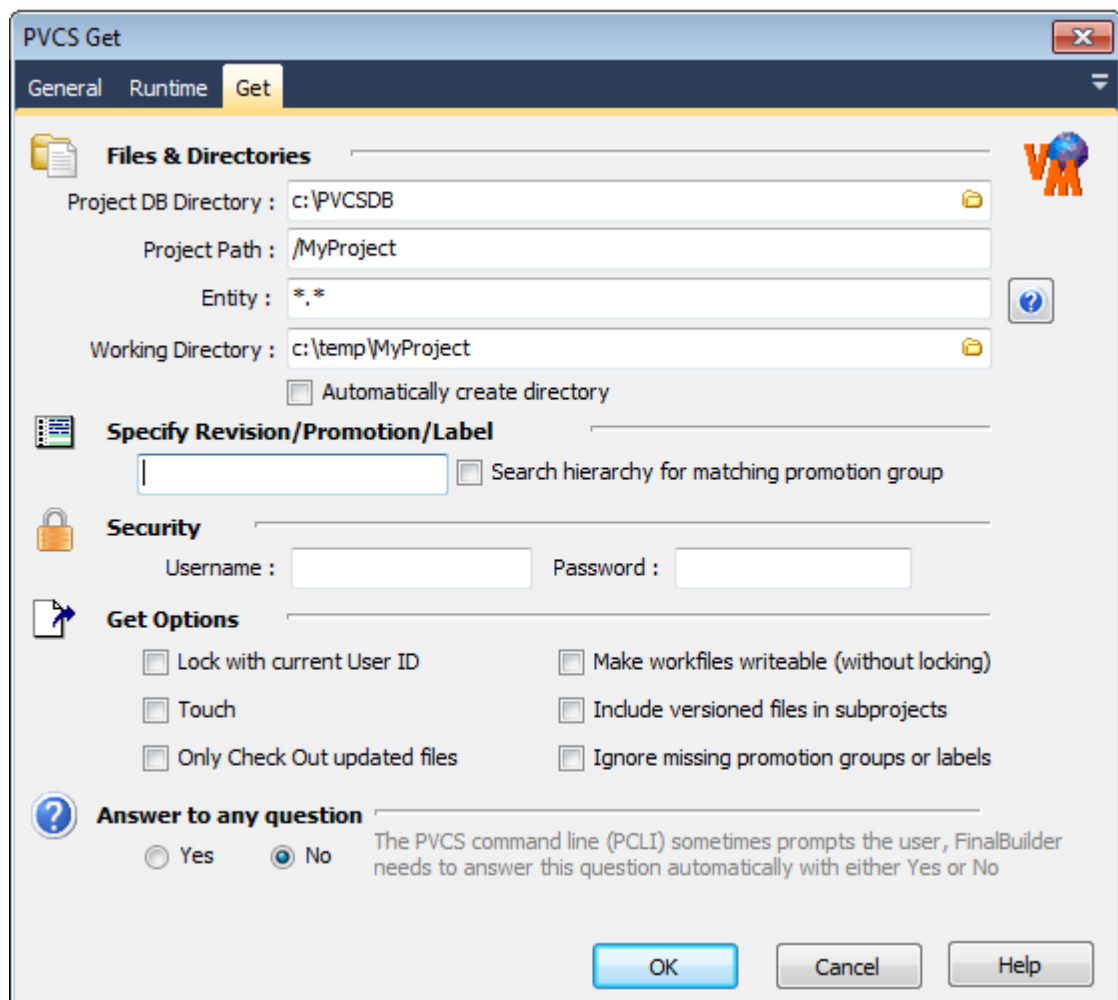 PVCS Get
General Runtime Get
Files & Directories
VM
Project DB Directory : c:\PVCSDB
Project Path : /MyProject
Entity : *.*
Working Directory : c:\temp\MyProject
Automatically create directory
Specify Revision/Promotion/Label
Search hierarchy for matching promotion group
Security
Username : Password :
Get Options
Lock with current User ID Make workfiles writeable (without locking)
Touch Include versioned files in subprojects
Only Check Out updated files Ignore missing promotion groups or labels
Answer to any question
Yes No
The PVCS command line (PCLI) sometimes prompts the user, FinalBuilder
needs to answer this question automatically with either Yes or No
OK Cancel Help